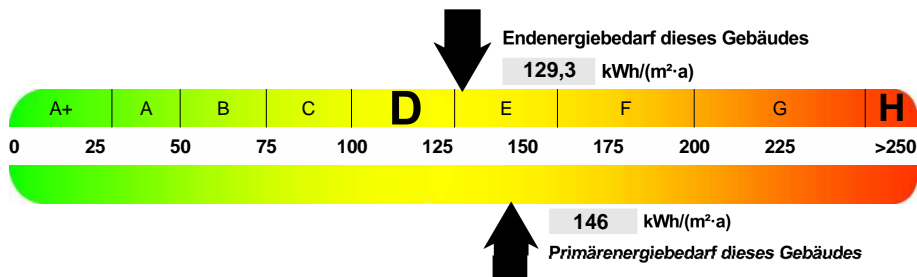 Endenergiebedarf dieses Gebäudes
129,3 kWh/(m²·a)
A+ A B C D E F G H
0 25 50 75 100 125 150 175 200 225 >250
146 kWh/(m²·a)
Primärenergiebedarf dieses Gebäudes